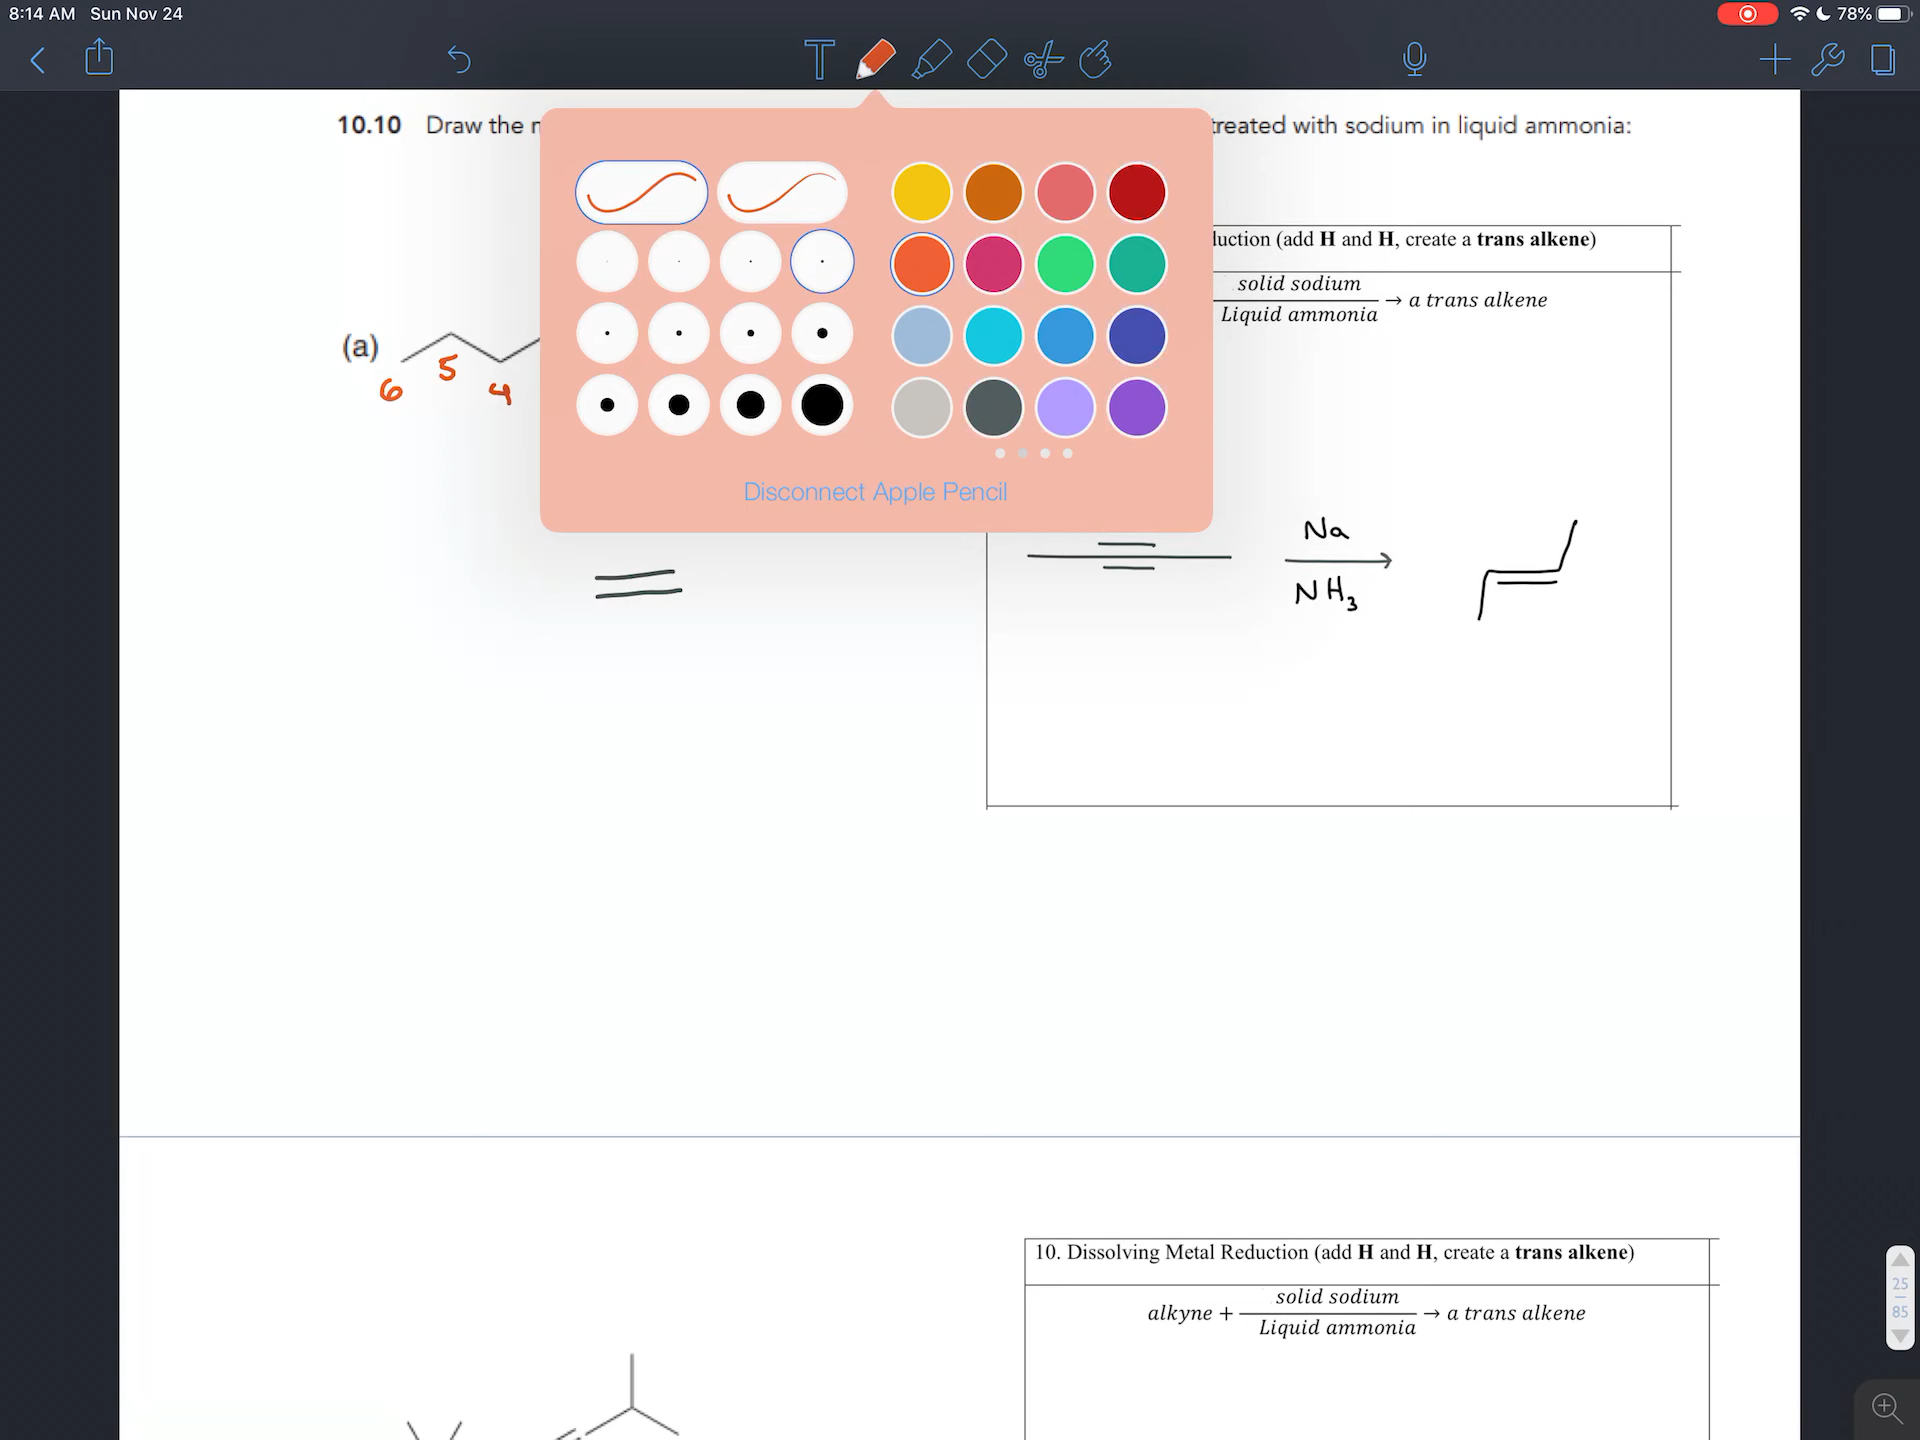 8:14 AM Sun Nov 24
78%
T
10.10 Draw the
treated with sodium in liquid ammonia:
(add H and H, create a trans alkene)
solid sodium
Liquid ammonia
→ a trans alkene
(a)
6
5
4
Disconnect Apple Pencil
Na
NH3
10. Dissolving Metal Reduction (add H and H, create a trans alkene)
alkyne +
solid sodium
Liquid ammonia
→ a trans alkene
25
85